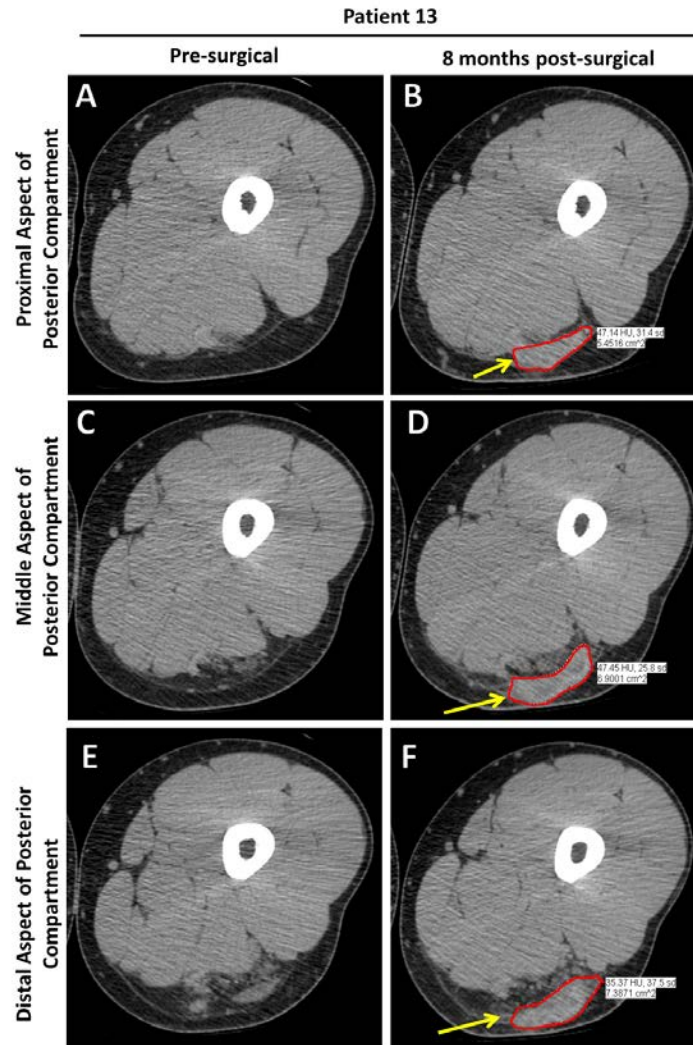 Patient 13
Pre-surgical
8 months post-surgical
Proximal Aspect of
Posterior Compartment
A
B
47.14 HU, 31.4 sd
5.4516 cm^2
Middle Aspect of
Posterior Compartment
C
D
47.45 HU, 25.8 sd
6.9001 cm^2
Distal Aspect of Posterior
Compartment
E
F
35.37 HU, 37.5 sd
7.3871 cm^2